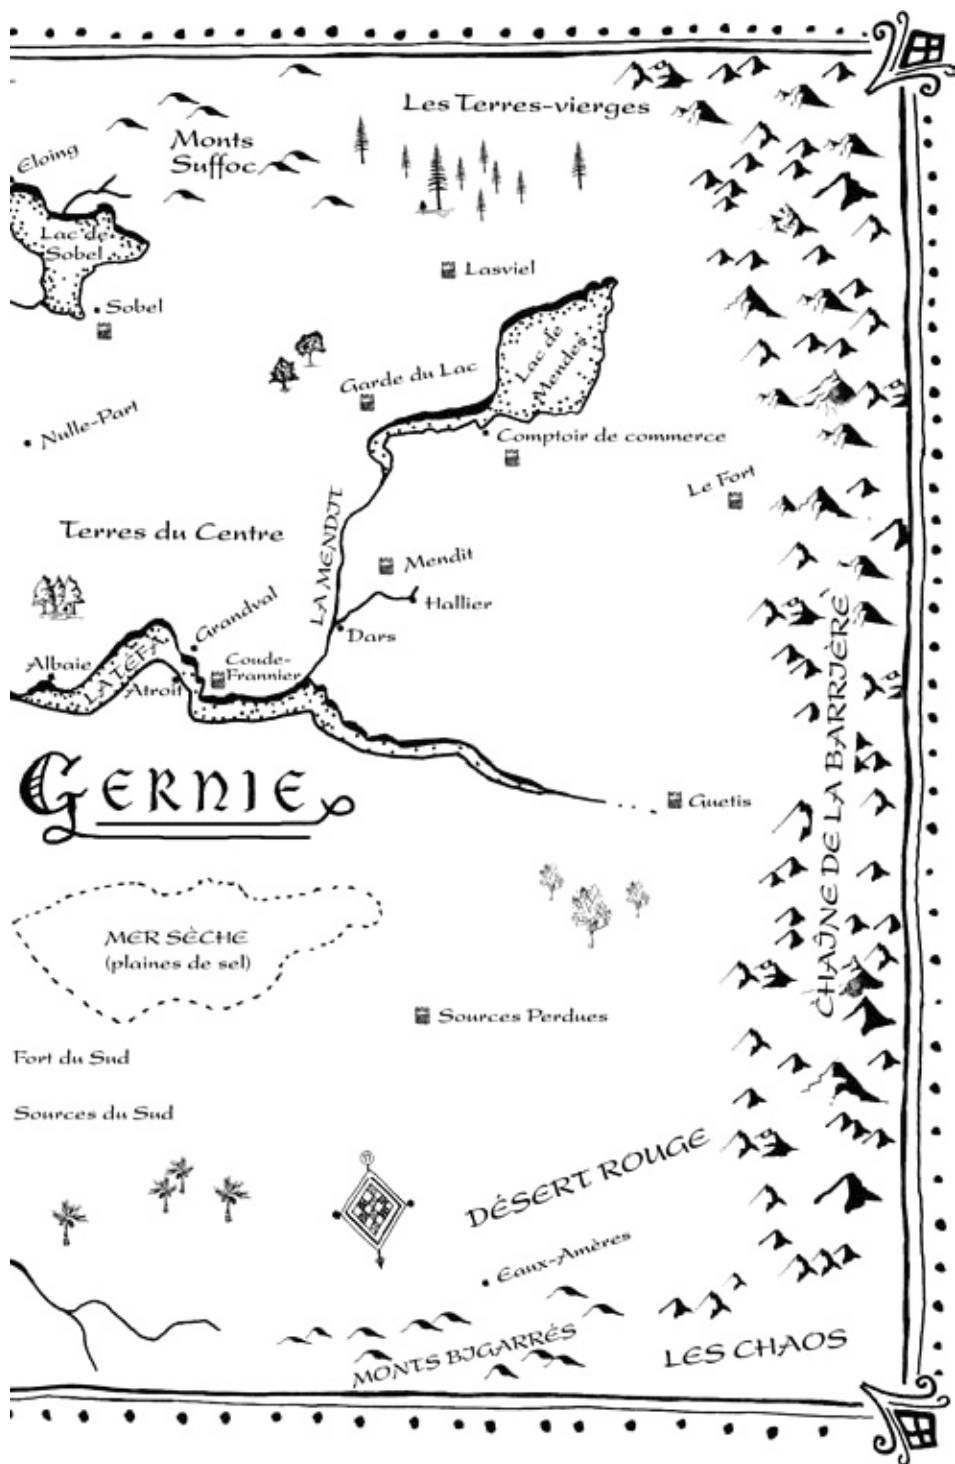 Les Terres-vierges
Monts
Suffoc
Eloing
Lac de
Sobel
Lasviel
Sobel
Lac de
Mendes
Garde du Lac
Nulle-Part
Comptoir de commerce
Le Fort
Terres du Centre
LA MENDIT
Mendit
Hallier
Grandval
Dars
Albaie
LA TÉFA
Atroit
Coude-
Frannier
CHAÎNE DE LA BARRIÈRE
GERNIE
Guetis
MER SÈCHE
(plaines de sel)
Sources Perdues
Fort du Sud
Sources du Sud
DÉSERT ROUGE
Eaux-Amères
MONTS BIGARRÉS
LES CHAOS